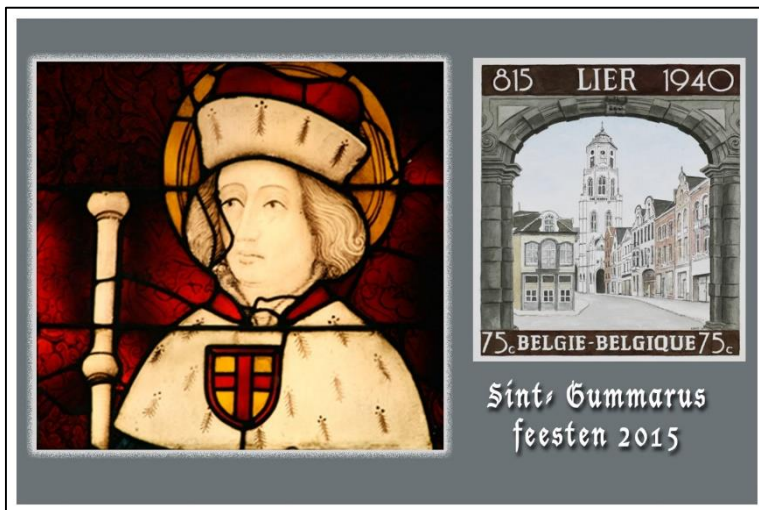 815 LIER 1940
75c BELGIE-BELGIQUE 75c
Sint-Gummarus
feesten 2015